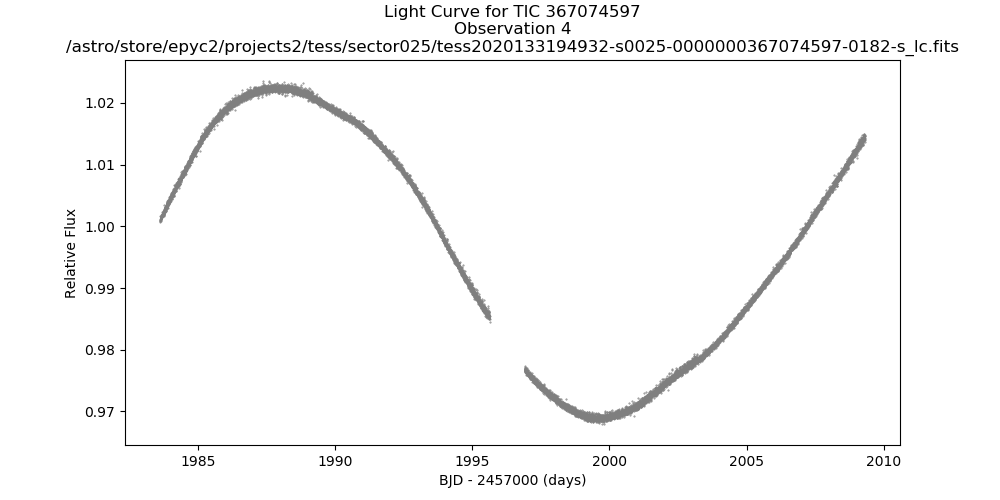 Light Curve for TIC 367074597
Observation 4
/astro/store/epyc2/projects2/tess/sector025/tess2020133194932-s0025-0000000367074597-0182-s_lc.fits
1.02
1.01
1.00
0.99
0.98
0.97
Relative Flux
1985
1990
1995
2000
2005
2010
BJD - 2457000 (days)